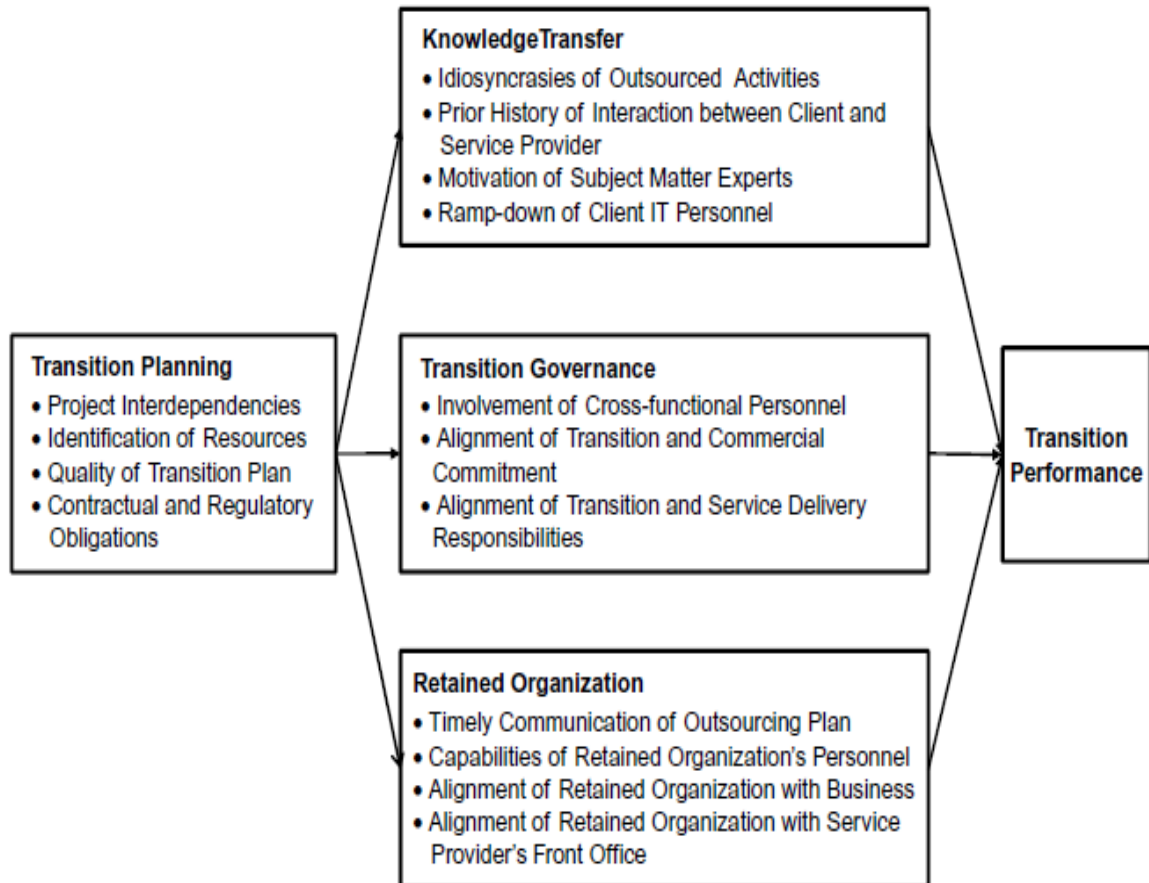 KnowledgeTransfer
• Idiosyncrasies of Outsourced Activities
• Prior History of Interaction between Client and
Service Provider
• Motivation of Subject Matter Experts
• Ramp-down of Client IT Personnel
Transition Planning
• Project Interdependencies
• Identification of Resources
• Quality of Transition Plan
• Contractual and Regulatory
Obligations
Transition Governance
• Involvement of Cross-functional Personnel
• Alignment of Transition and Commercial
Commitment
• Alignment of Transition and Service Delivery
Responsibilities
Transition
Performance
Retained Organization
• Timely Communication of Outsourcing Plan
• Capabilities of Retained Organization's Personnel
• Alignment of Retained Organization with Business
• Alignment of Retained Organization with Service
Provider's Front Office